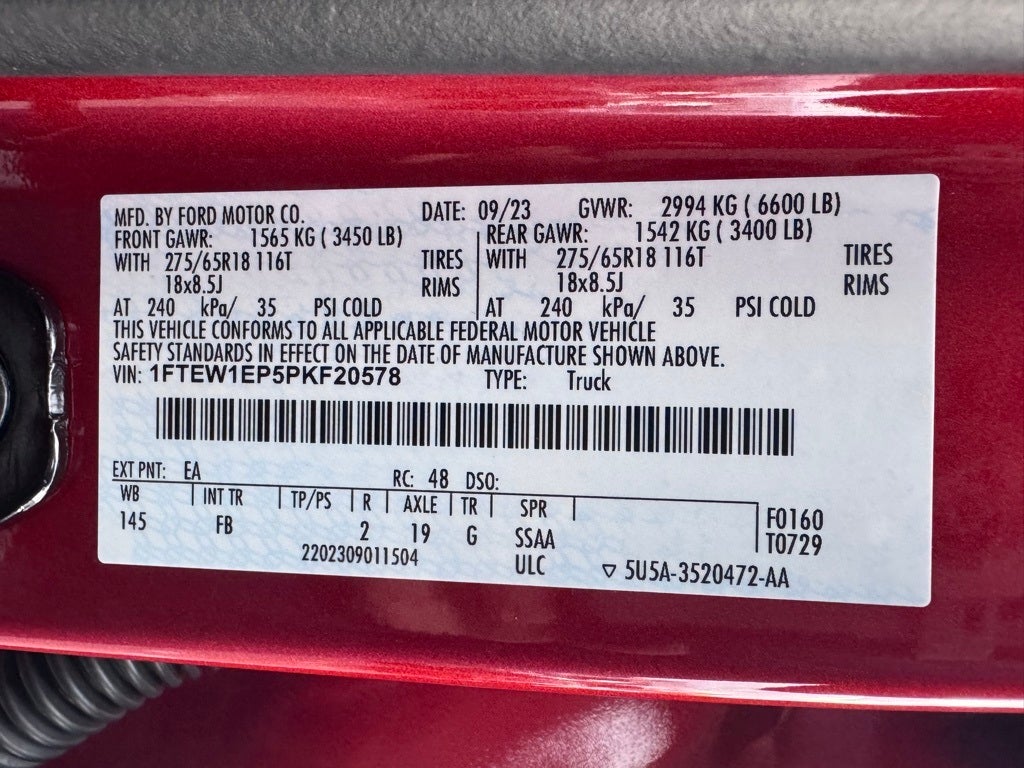 MFD. BY FORD MOTOR CO. DATE: 09/23 GVWR: 2994 KG ( 6600 LB)
FRONT GAWR: 1565 KG ( 3450 LB) REAR GAWR: 1542 KG ( 3400 LB)
WITH 275/65R18 116T TIRES WITH 275/65R18 116T TIRES
18x8.5J RIMS 18x8.5J RIMS
AT 240 kPa/ 35 PSI COLD AT 240 kPa/ 35 PSI COLD
THIS VEHICLE CONFORMS TO ALL APPLICABLE FEDERAL MOTOR VEHICLE
SAFETY STANDARDS IN EFFECT ON THE DATE OF MANUFACTURE SHOWN ABOVE.
VIN: 1FTEW1EP5PKF20578 TYPE: Truck
EXT PNT: EA RC: 48 DSO:
WB INT TR TP/PS R AXLE TR SPR
145 FB 2 19 G SSAA
F0160
T0729
2202309011504 ULC ▽ 5U5A-3520472-AA